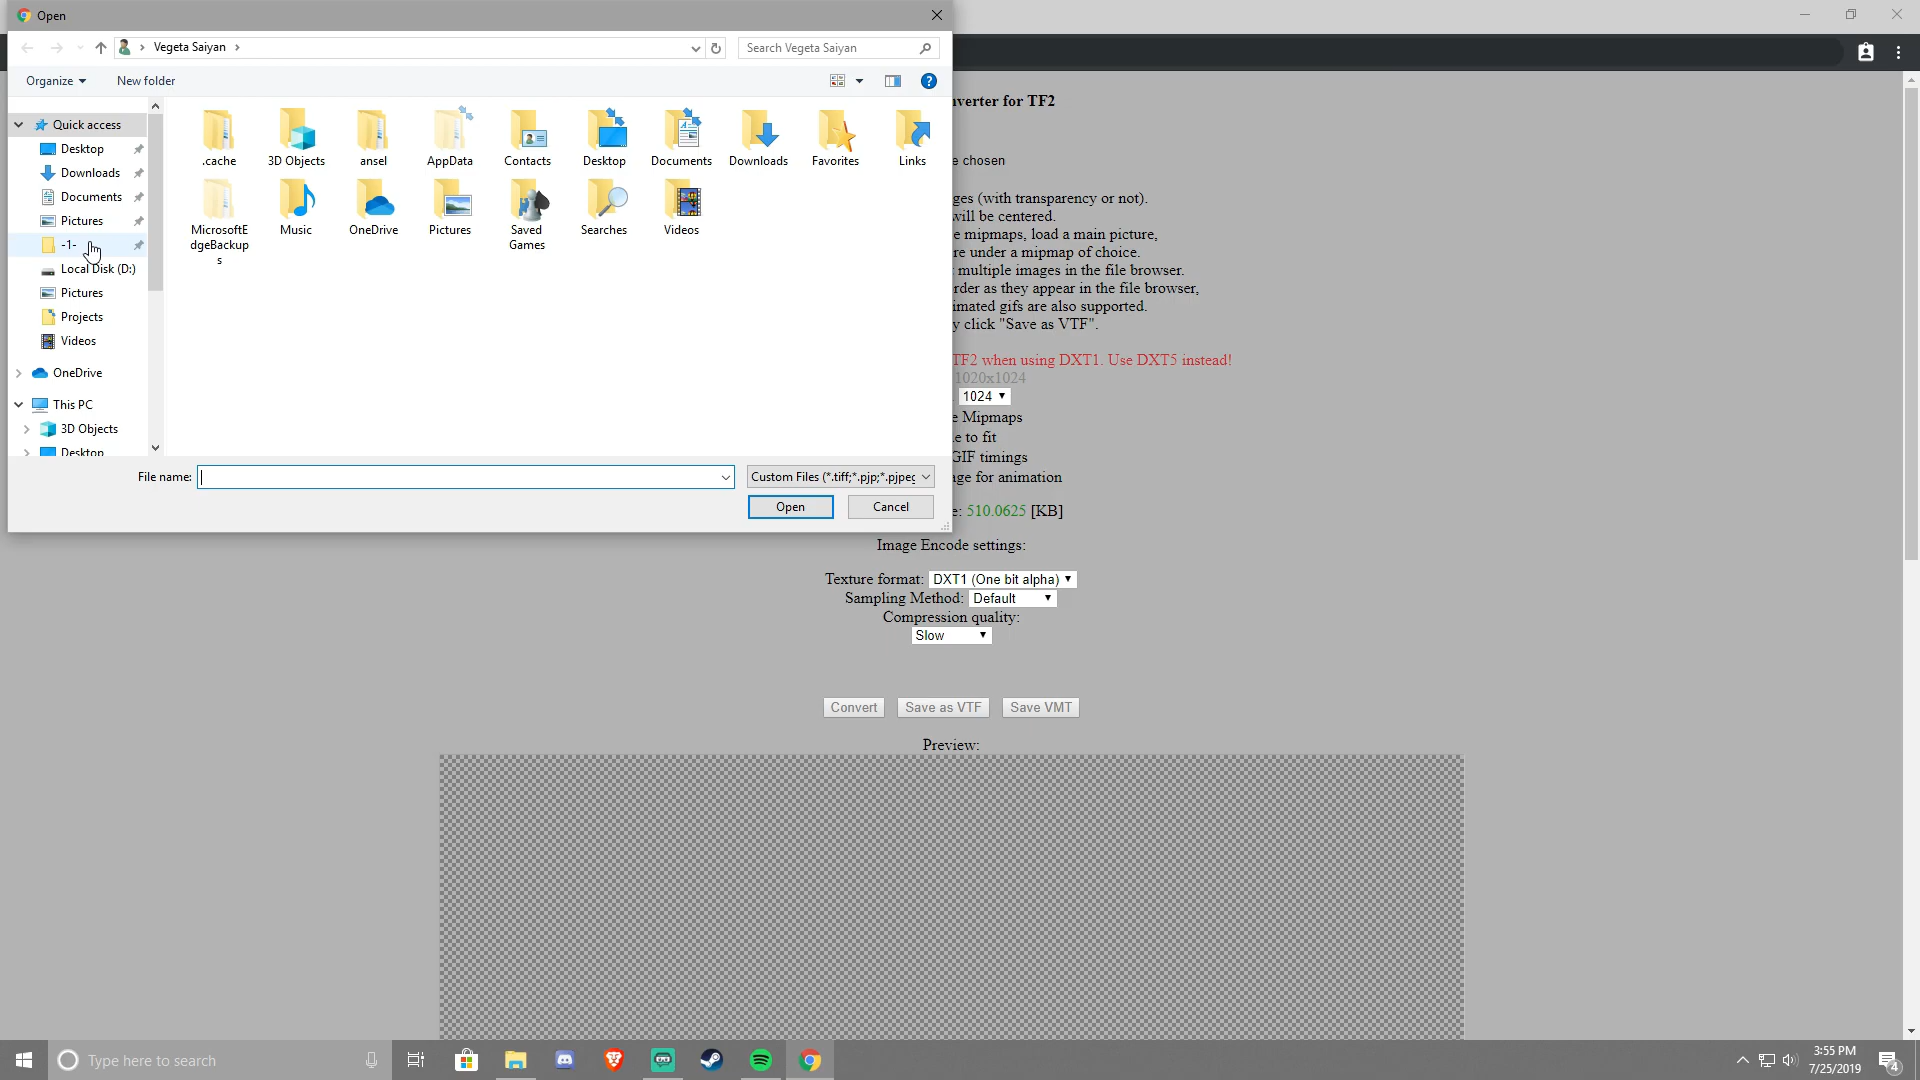 Open
Vegeta Saiyan
Search Vegeta Saiyan
Organize
New folder
Quick access
Desktop
Downloads
Documents
Pictures
-1-
Local Disk (D:)
Pictures
Projects
Videos
OneDrive
This PC
3D Objects
Desktop
.cache
3D Objects
ansel
AppData
Contacts
Desktop
Documents
Downloads
Favorites
Links
MicrosoftE
dgeBackup
s
Music
OneDrive
Pictures
Saved
Games
Searches
Videos
File name:
Custom Files (*.tiff;*.pjp;*.pjpeg
Open
Cancel
nverter for TF2
e chosen
ges (with transparency or not).
will be centered.
e mipmaps, load a main picture,
re under a mipmap of choice.
multiple images in the file browser.
rder as they appear in the file browser,
imated gifs are also supported.
y click "Save as VTF".
TF2 when using DXT1. Use DXT5 instead!
1020x1024
1024
e Mipmaps
e to fit
GIF timings
age for animation
e: 510.0625 [KB]
Image Encode settings:
Texture format: DXT1 (One bit alpha)
Sampling Method: Default
Compression quality:
Slow
Convert
Save as VTF
Save VMT
Preview:
Type here to search
3:55 PM
7/25/2019
4